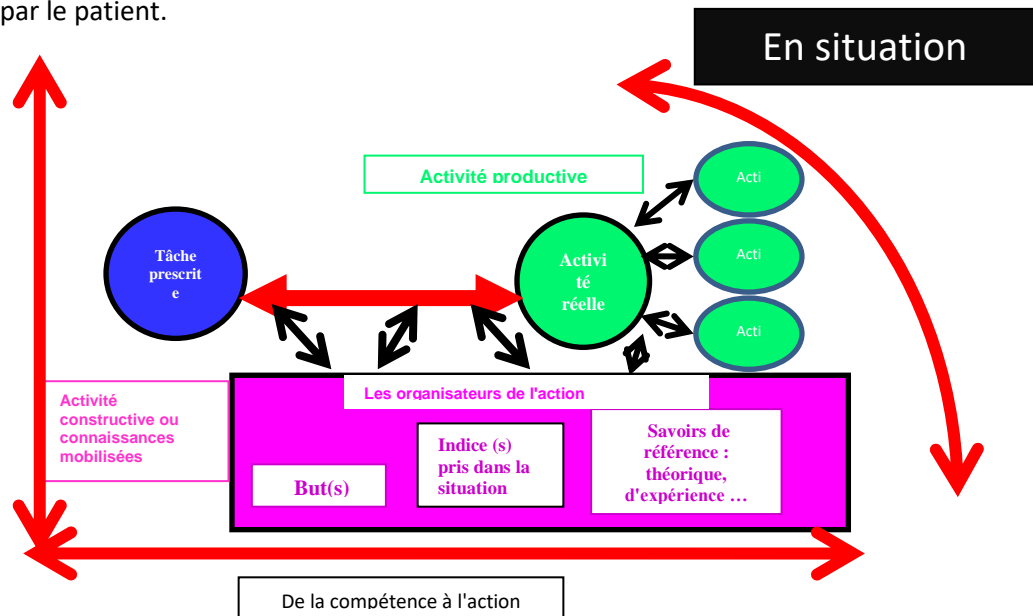 par le patient.
En situation
Activité productive
Acti
Tâche
prescrit
e
Activi
té
réelle
Acti
Acti
Les organisateurs de l'action
Activité
constructive ou
connaissances
mobilisées
But(s)
Indice (s)
pris dans la
situation
Savoirs de
référence :
théorique,
d'expérience ...
De la compétence à l'action